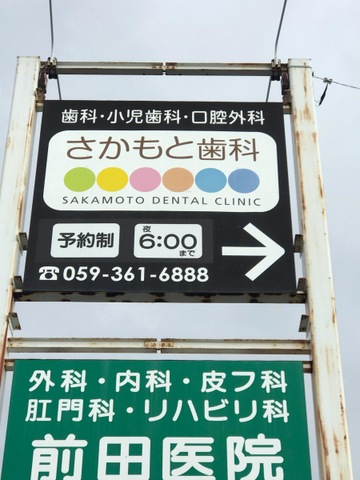 歯科・小児歯科・口腔外科
さかもと歯科
SAKAMOTO DENTAL CLINIC
予約制
夜
6:00
まで
☎059-361-6888
外科・内科・皮フ科
肛門科・リハビリ科
前田医院